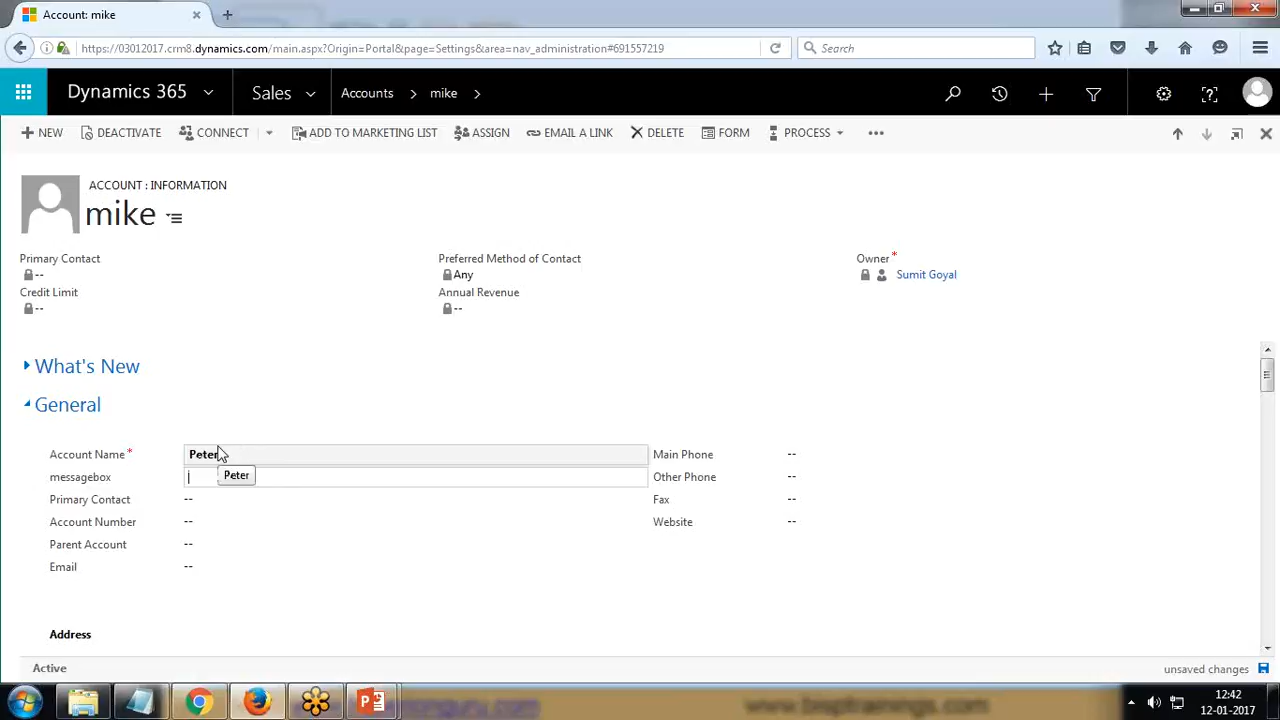 Account: mike
https://03012017.crm8.dynamics.com/main.aspx?Origin=Portal&page=Settings&area=nav_administration#691557219
Search
Dynamics 365
Sales
Accounts
mike
NEW
DEACTIVATE
CONNECT
ADD TO MARKETING LIST
ASSIGN
EMAIL A LINK
DELETE
FORM
PROCESS
ACCOUNT : INFORMATION
mike
Primary Contact
--
Preferred Method of Contact
Any
Owner*
Sumit Goyal
Credit Limit
--
Annual Revenue
--
What's New
General
Account Name*
Peter
Main Phone
--
messagebox
Peter
Other Phone
--
Primary Contact
--
Fax
--
Account Number
--
Website
--
Parent Account
--
Email
--
Address
Active
unsaved changes
www.bisptrainings.com
12:42
12-01-2017